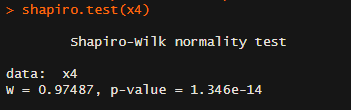 > shapiro.test(x4)
Shapiro-Wilk normality test
data:  x4
W = 0.97487, p-value = 1.346e-14